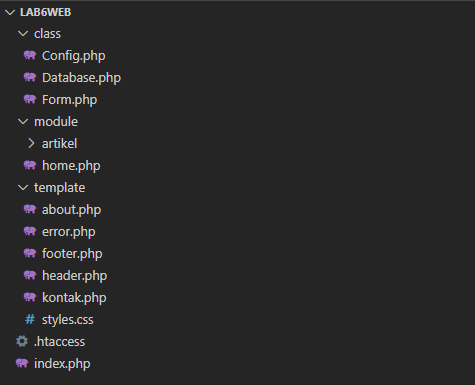 LAB6WEB
class
Config.php
Database.php
Form.php
module
artikel
home.php
template
about.php
error.php
footer.php
header.php
kontak.php
# styles.css
.htaccess
index.php